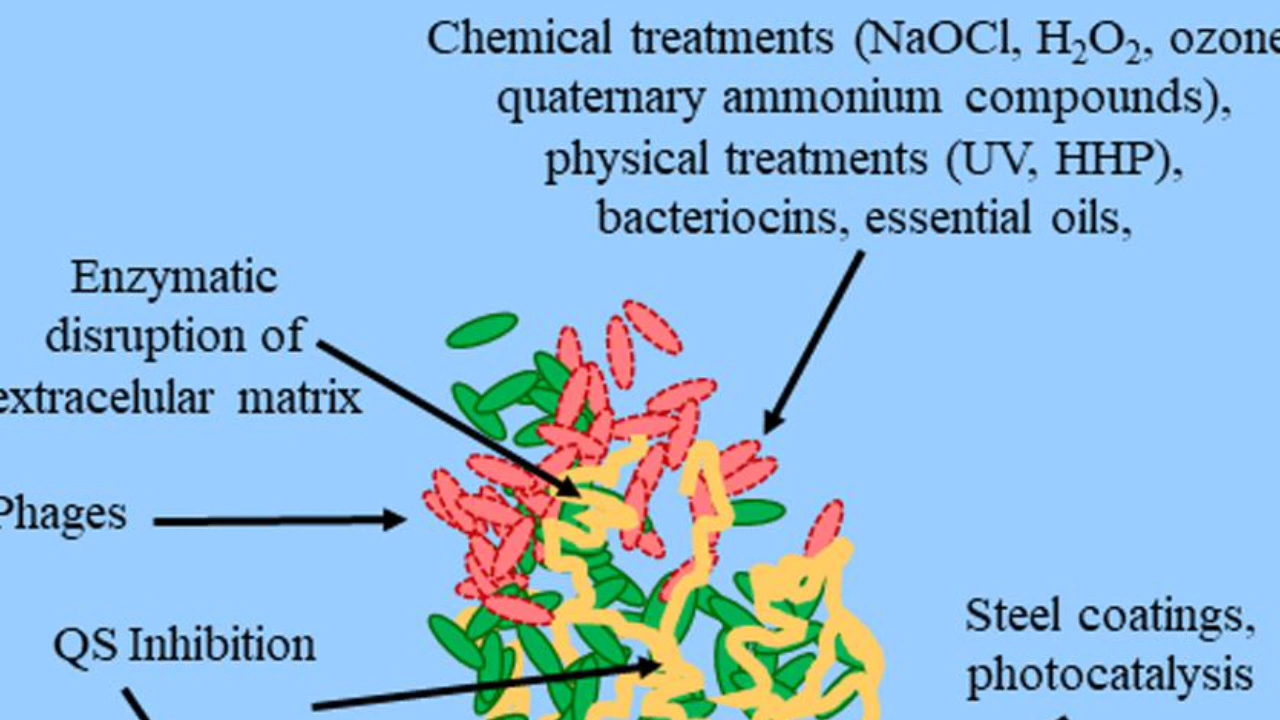 Chemical treatments (NaOCl, H₂O₂, ozone
quaternary ammonium compounds),
physical treatments (UV, HHP),
bacteriocins, essential oils,
Enzymatic
disruption of
extracelular matrix
Phages
QS Inhibition
Steel coatings,
photocatalysis